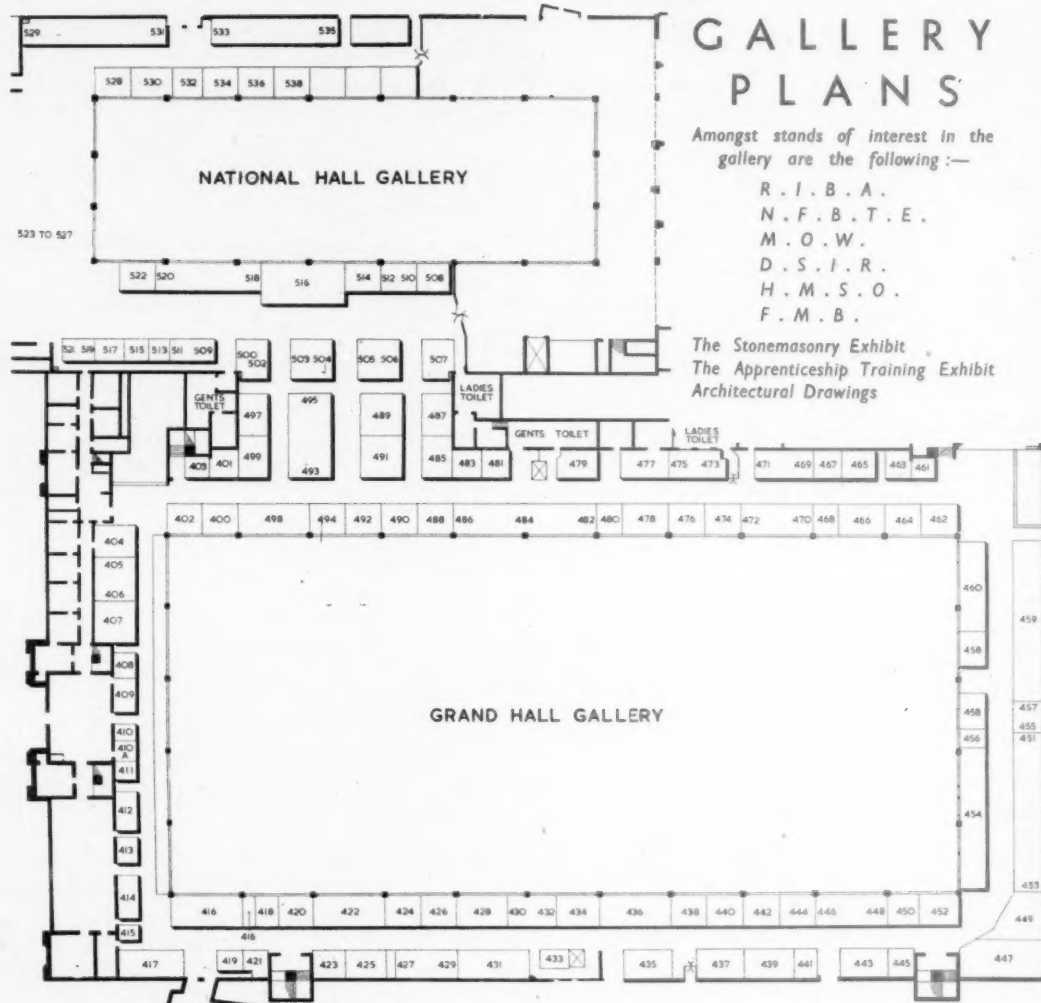 GALLERY
PLANS
Amongst stands of interest in the
gallery are the following :—
R.I.B.A.
N.F.B.T.E.
M.O.W.
D.S.I.R.
H.M.S.O.
F.M.B.
The Stonemasonry Exhibit
The Apprenticeship Training Exhibit
Architectural Drawings
529 531 533 535
528 530 532 534 536 538
NATIONAL HALL GALLERY
523 TO 527
522 520 518 516 514 512 510 508
521 519 517 515 513 511 509
500 502 503 504 505 506 507
GENTS
TOILET
LADIES
TOILET
495
497 489 487
GENTS TOILET
LADIES
TOILET
403 401 499 493 491 485 483 481 479 477 475 473 471 469 467 465 463 461
402 400 498 494 492 490 488 486 484 482 480 478 476 474 472 470 468 466 464 462
404
405
406
407
408
409
410
410
A
411
412
413
414
415
460
458
458
456
454
459
457
455
451
453
449
447
GRAND HALL GALLERY
416 418 420 422 424 426 428 430 432 434 436 438 440 442 444 446 448 450 452
416
417 419 421 423 425 427 429 431 433 435 437 439 441 443 445